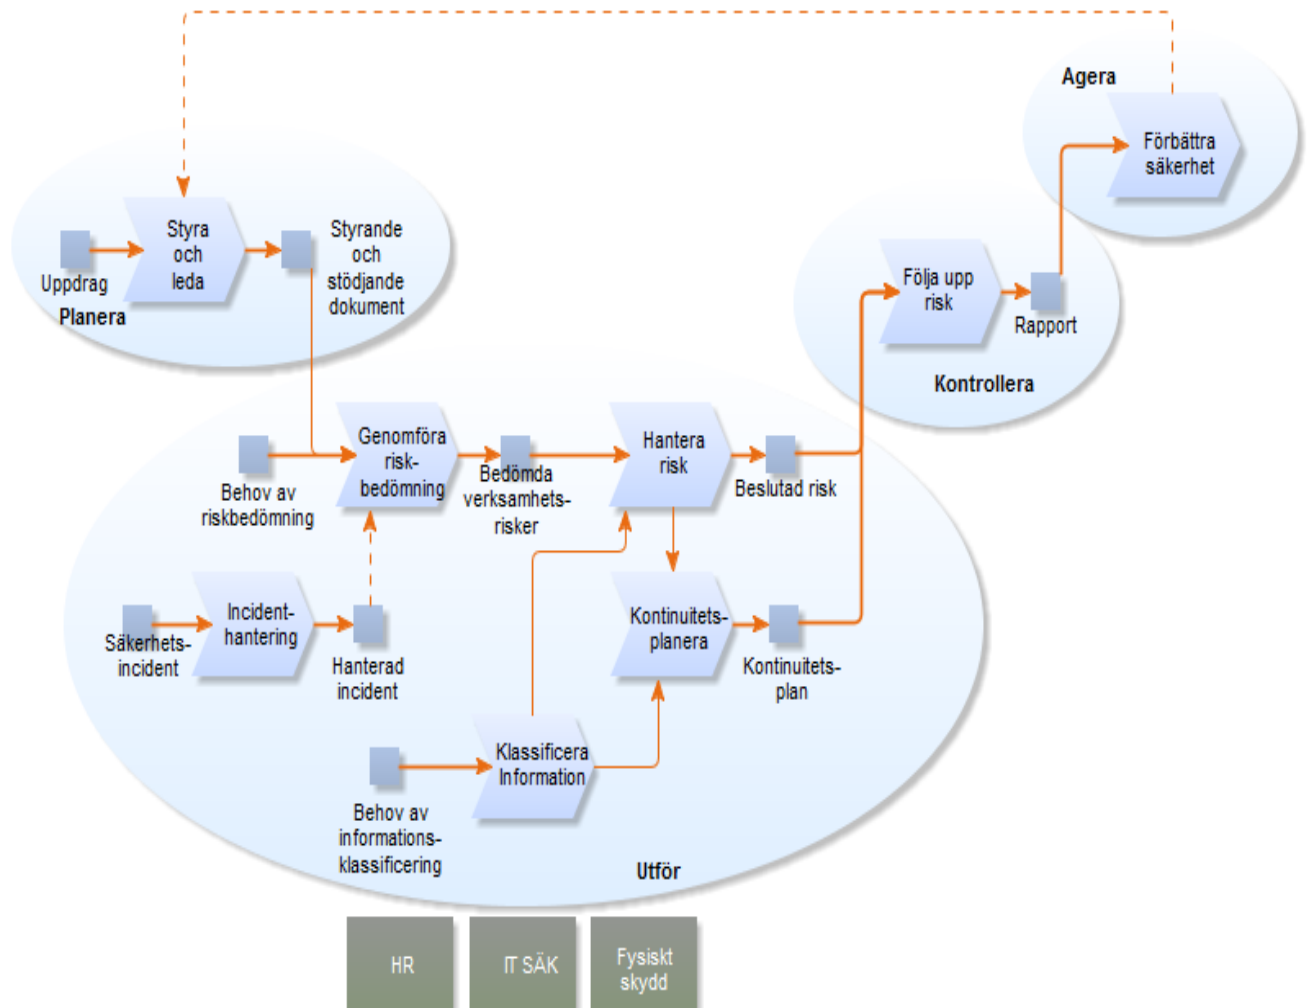 Agera
Förbättra
säkerhet
Styra
och
leda
Styrande
och
stödjande
dokument
Uppdrag
Planera
Följa upp
risk
Rapport
Kontrollera
Genomföra
risk-
bedömning
Hantera
risk
Behov av
riskbedömning
Bedömda
verksamhets-
risker
Beslutad risk
Säkerhets-
incident
Incident-
hantering
Hanterad
incident
Kontinuitets-
planera
Kontinuitets-
plan
Klassificera
Information
Behov av
informations-
klassificering
Utför
HR
IT SÄK
Fysiskt
skydd